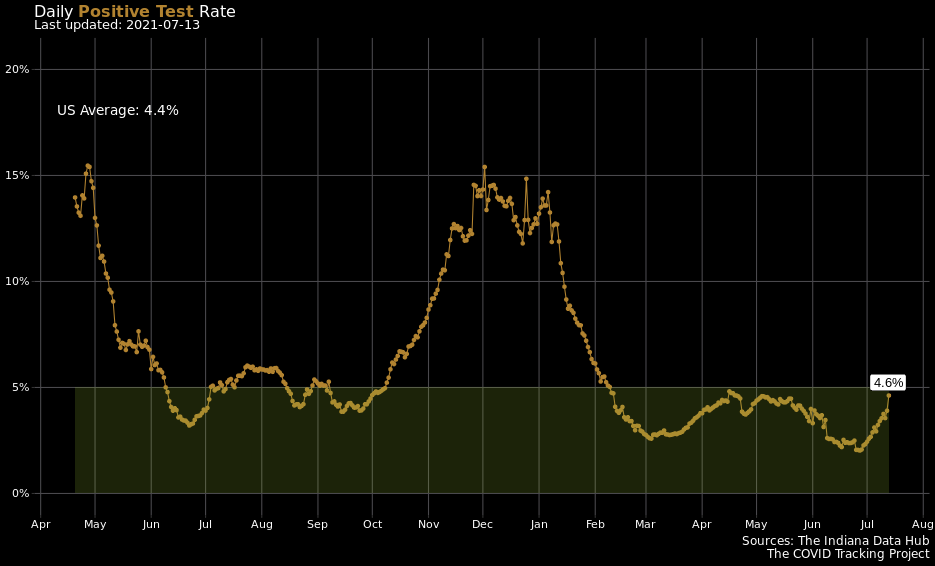 Daily Positive Test Rate
Last updated: 2021-07-13
20%
US Average: 4.4%
15%
10%
5%
4.6%
0%
Apr May Jun Jul Aug Sep Oct Nov Dec Jan Feb Mar Apr May Jun Jul Aug
Sources: The Indiana Data Hub
The COVID Tracking Project